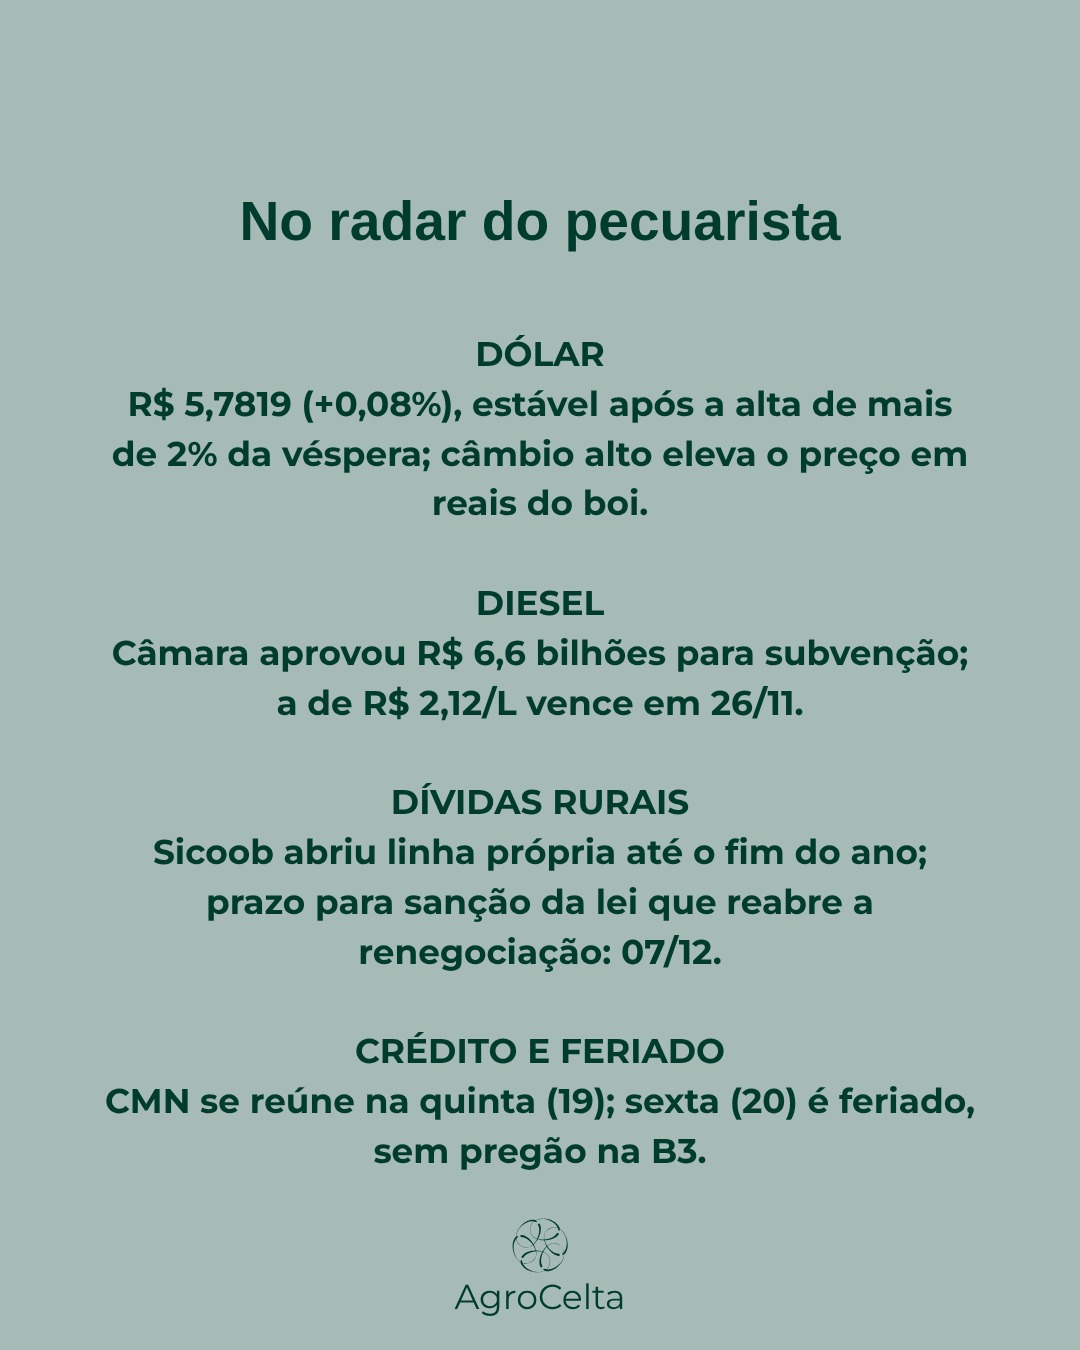 No radar do pecuarista
DÓLAR
R$ 5,7819 (+0,08%), estável após a alta de mais
de 2% da véspera; câmbio alto eleva o preço em
reais do boi.
DIESEL
Câmara aprovou R$ 6,6 bilhões para subvenção;
a de R$ 2,12/L vence em 26/11.
DÍVIDAS RURAIS
Sicoob abriu linha própria até o fim do ano;
prazo para sanção da lei que reabre a
renegociação: 07/12.
CRÉDITO E FERIADO
CMN se reúne na quinta (19); sexta (20) é feriado,
sem pregão na B3.
AgroCelta